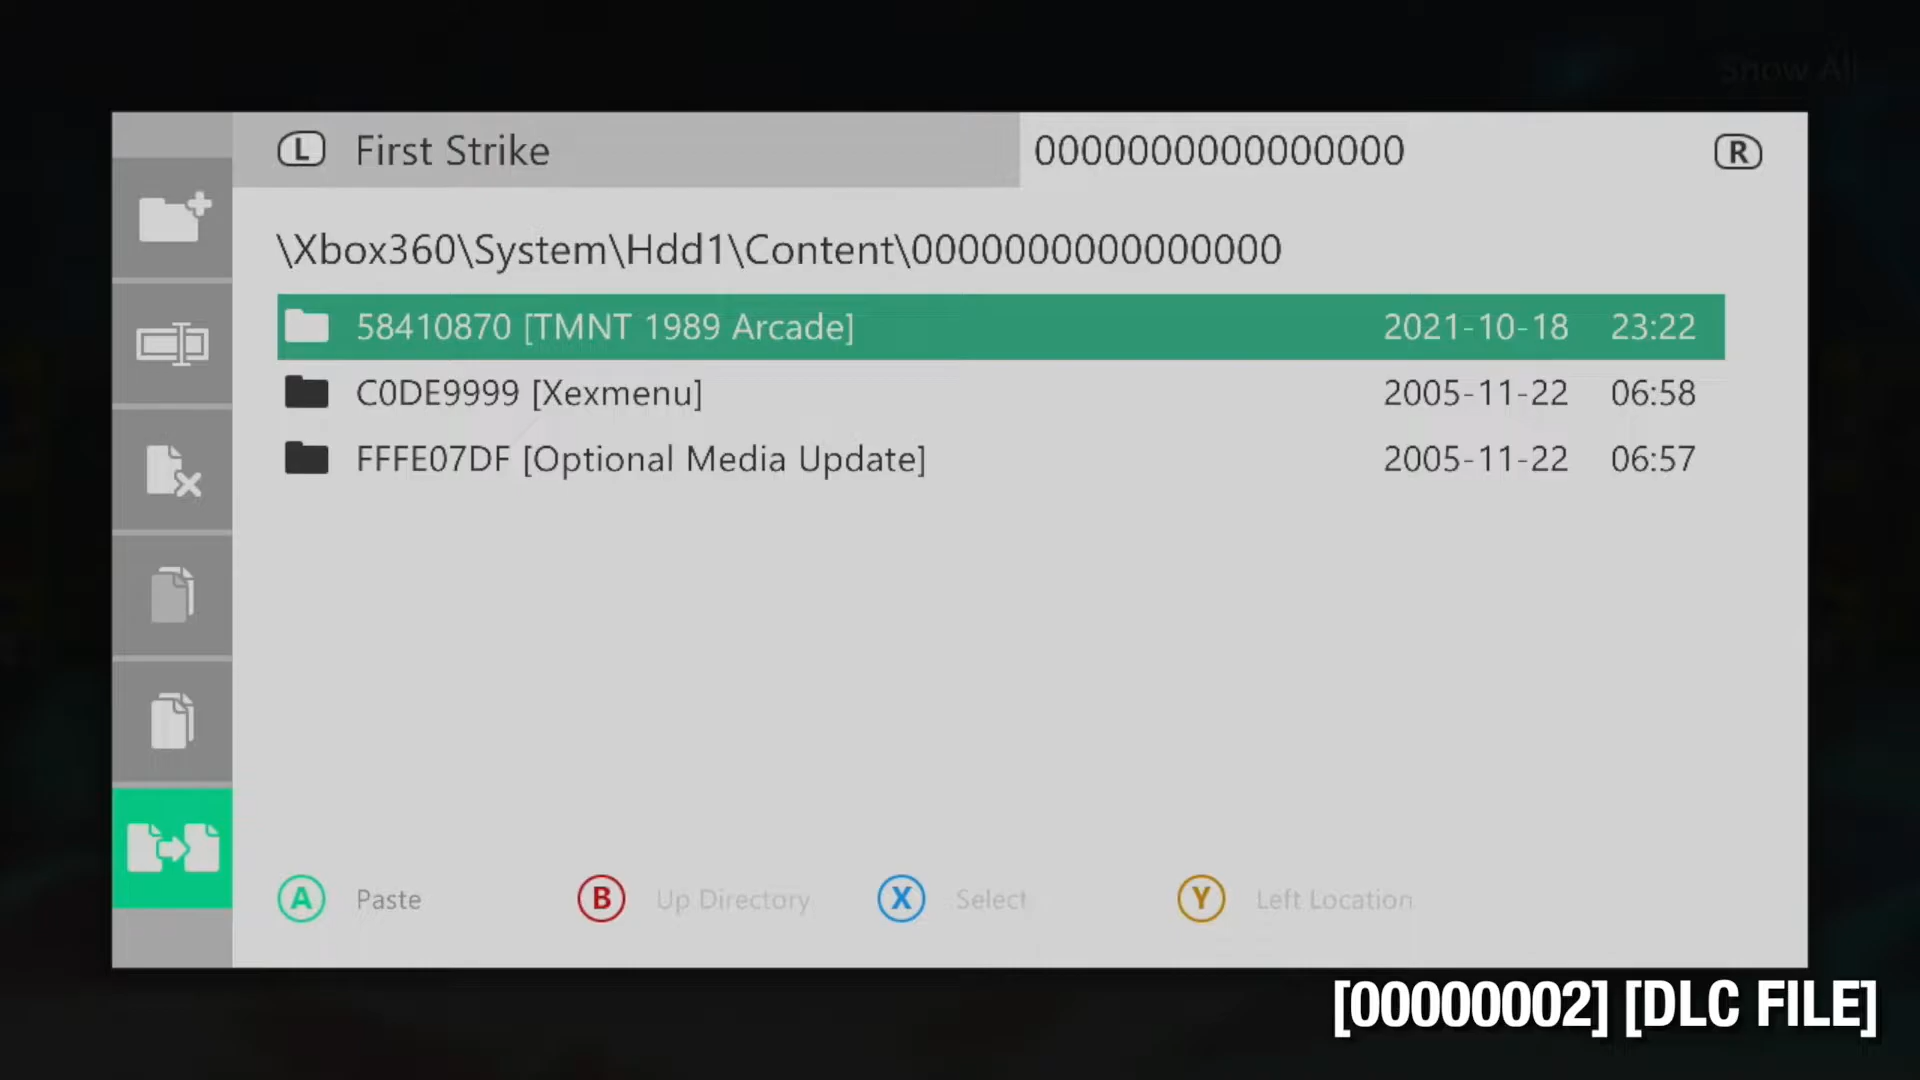 Show All
L First Strike
0000000000000000 R
\Xbox360\System\Hdd1\Content\0000000000000000
58410870 [TMNT 1989 Arcade] 2021-10-18 23:22
C0DE9999 [Xexmenu] 2005-11-22 06:58
FFFE07DF [Optional Media Update] 2005-11-22 06:57
A Paste B Up Directory X Select Y Left Location
[00000002] [DLC FILE]